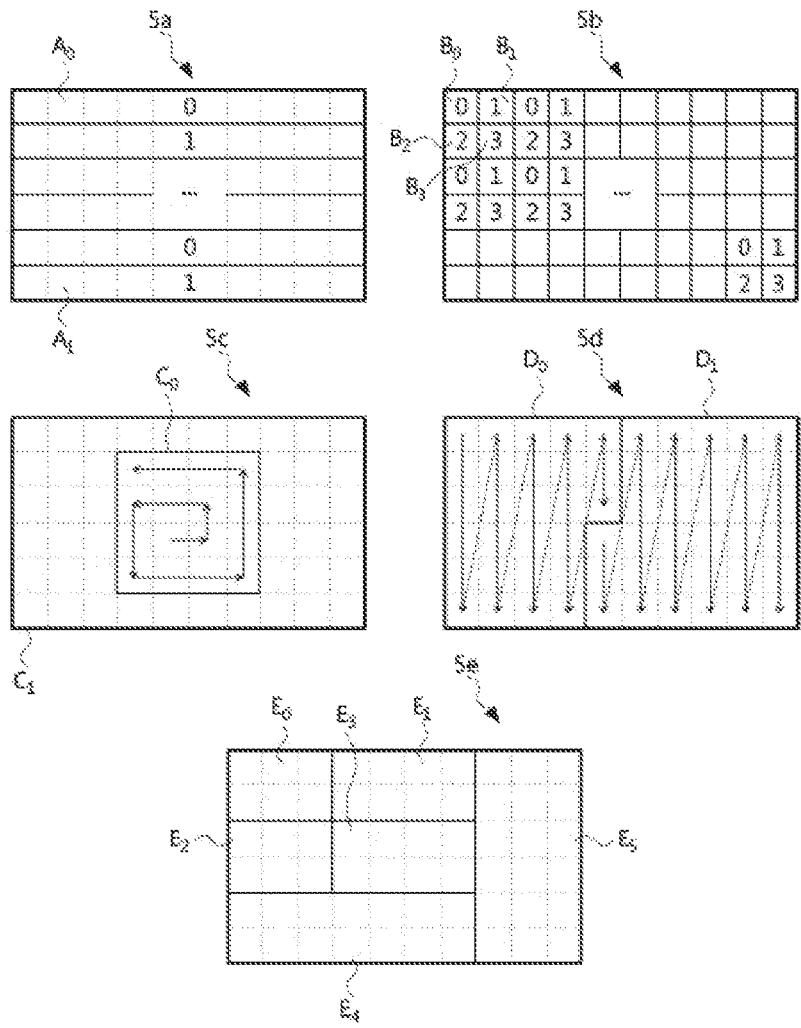 5a 5b
A₀ B₀ B₁
0 0 1 0 1
1 B₂ 2 3 2 3
... B₃ 0 1 0 1 ...
2 3 2 3
0 0 1
1 2 3
A₁ 5c 5d
C₀ D₀ D₁
C₁
5e
E₀ E₃ E₁
E₂ E₅
E₄